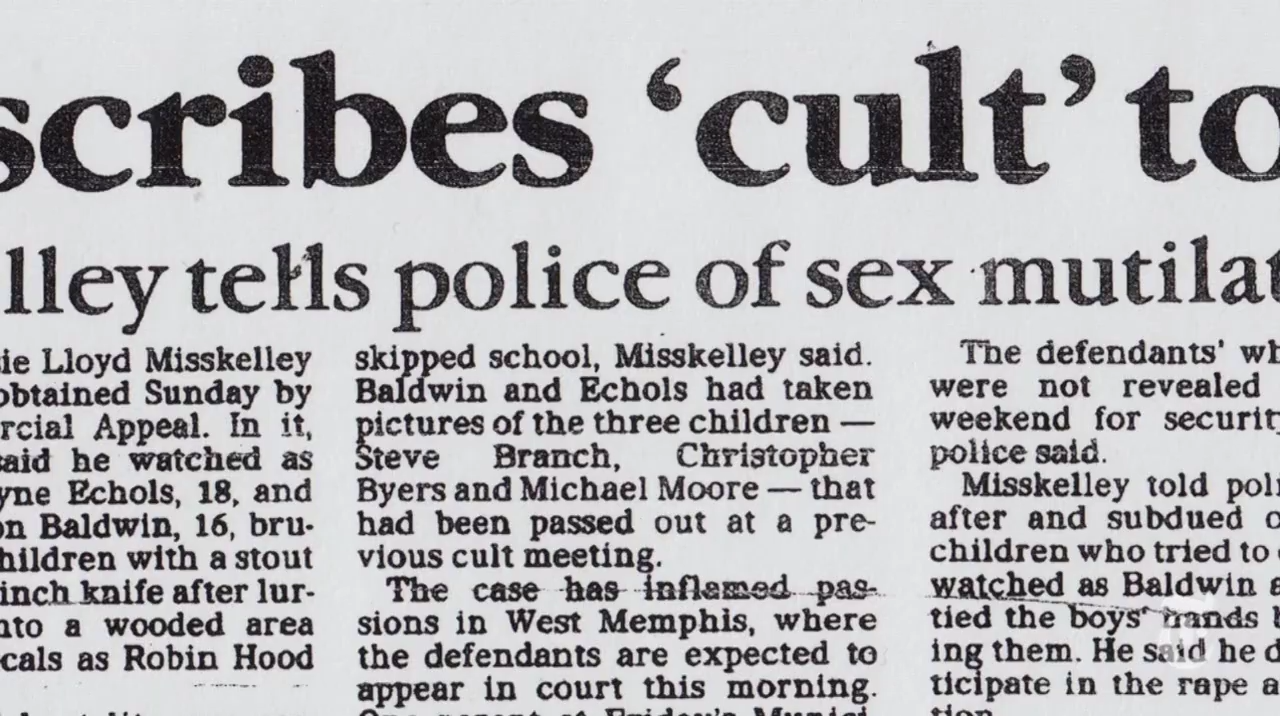 scribes ‘cult’ to
lley tells police of sex mutilat
ie Lloyd Misskelley
obtained Sunday by
rcial Appeal. In it,
said he watched as
yne Echols, 18, and
on Baldwin, 16, bru-
hildren with a stout
inch knife after lur-
nto a wooded area
cals as Robin Hood
skipped school, Misskelley said.
Baldwin and Echols had taken
pictures of the three children —
Steve Branch, Christopher
Byers and Michael Moore — that
had been passed out at a pre-
vious cult meeting.
The case has inflamed pas-
sions in West Memphis, where
the defendants are expected to
appear in court this morning.
The defendants' wh
were not revealed
weekend for security
police said.
Misskelley told poli
after and subdued o
children who tried to
watched as Baldwin a
tied the boys' hands b
ing them. He said he d
ticipate in the rape a
tion.